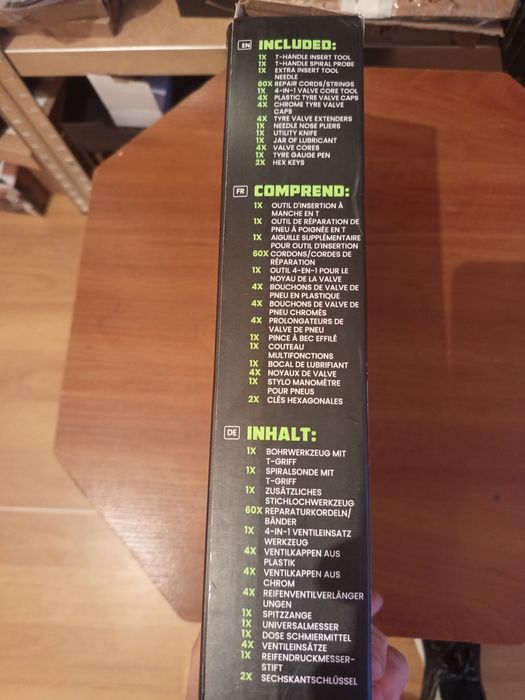 EN INCLUDED:
1X T-HANDLE INSERT TOOL
1X T-HANDLE SPIRAL PROBE
1X EXTRA INSERT TOOL
NEEDLE
60X REPAIR CORDS/STRINGS
1X 4-IN-1 VALVE CORE TOOL
4X PLASTIC TYRE VALVE CAPS
4X CHROME TYRE VALVE
CAPS
4X TYRE VALVE EXTENDERS
1X NEEDLE NOSE PLIERS
1X UTILITY KNIFE
1X JAR OF LUBRICANT
4X VALVE CORES
1X TYRE GAUGE PEN
2X HEX KEYS
FR COMPREND:
1X OUTIL D'INSERTION À
MANCHE EN T
1X OUTIL DE RÉPARATION DE
PNEU À POIGNÉE EN T
1X AIGUILLE SUPPLÉMENTAIRE
POUR OUTIL D'INSERTION
60X CORDONS/CORDES DE
RÉPARATION
1X OUTIL 4-EN-1 POUR LE
NOYAU DE LA VALVE
4X BOUCHONS DE VALVE DE
PNEU EN PLASTIQUE
4X BOUCHONS DE VALVE DE
PNEU CHROMÉS
4X PROLONGATEURS DE
VALVE DE PNEU
1X PINCE À BEC EFFILÉ
1X COUTEAU
MULTIFONCTIONS
1X BOCAL DE LUBRIFIANT
4X NOYAUX DE VALVE
1X STYLO MANOMÈTRE
POUR PNEUS
2X CLÉS HEXAGONALES
DE INHALT:
1X BOHRWERKZEUG MIT
T-GRIFF
1X SPIRALSONDE MIT
T-GRIFF
1X ZUSÄTZLICHES
STICHLOCHWERKZEUG
60X REPARATURKORDELN/
BÄNDER
1X 4-IN-1 VENTILEINSATZ
WERKZEUG
4X VENTILKAPPEN AUS
PLASTIK
4X VENTILKAPPEN AUS
CHROM
4X REIFENVENTILVERLÄNGER
UNGEN
1X SPITZZANGE
1X UNIVERSALMESSER
1X DOSE SCHMIERMITTEL
4X VENTILEINSÄTZE
1X REIFENDRUCKMESSER-
STIFT
2X SECHSKANTSCHLÜSSEL